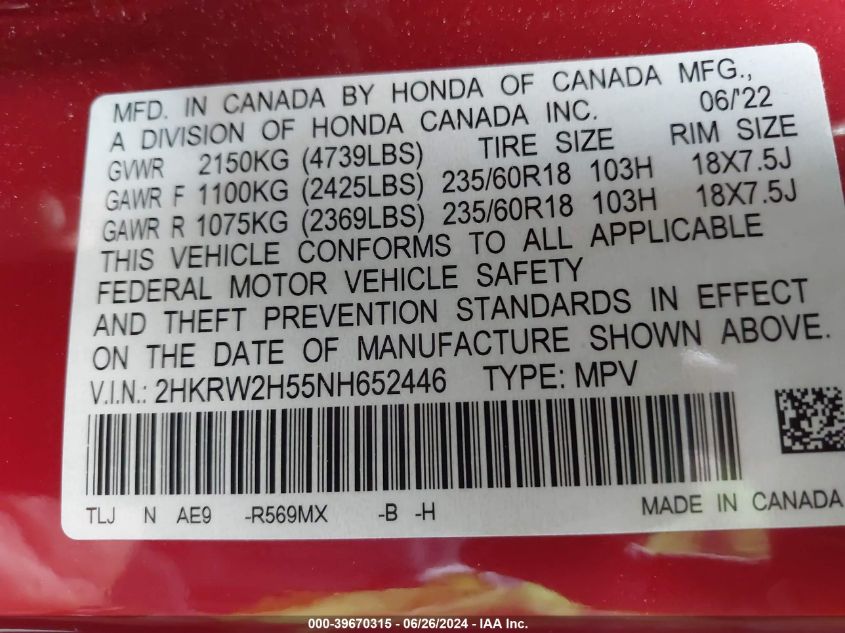 MFD. IN CANADA BY HONDA OF CANADA MFG.,
A DIVISION OF HONDA CANADA INC. 06/'22
GVWR 2150KG (4739LBS) TIRE SIZE RIM SIZE
GAWR F 1100KG (2425LBS) 235/60R18 103H 18X7.5J
GAWR R 1075KG (2369LBS) 235/60R18 103H 18X7.5J
THIS VEHICLE CONFORMS TO ALL APPLICABLE
FEDERAL MOTOR VEHICLE SAFETY
AND THEFT PREVENTION STANDARDS IN EFFECT
ON THE DATE OF MANUFACTURE SHOWN ABOVE.
V.I.N.: 2HKRW2H55NH652446 TYPE: MPV
TLJ N AE9 -R569MX -B -H MADE IN CANADA
000-39670315 - 06/26/2024 - IAA Inc.